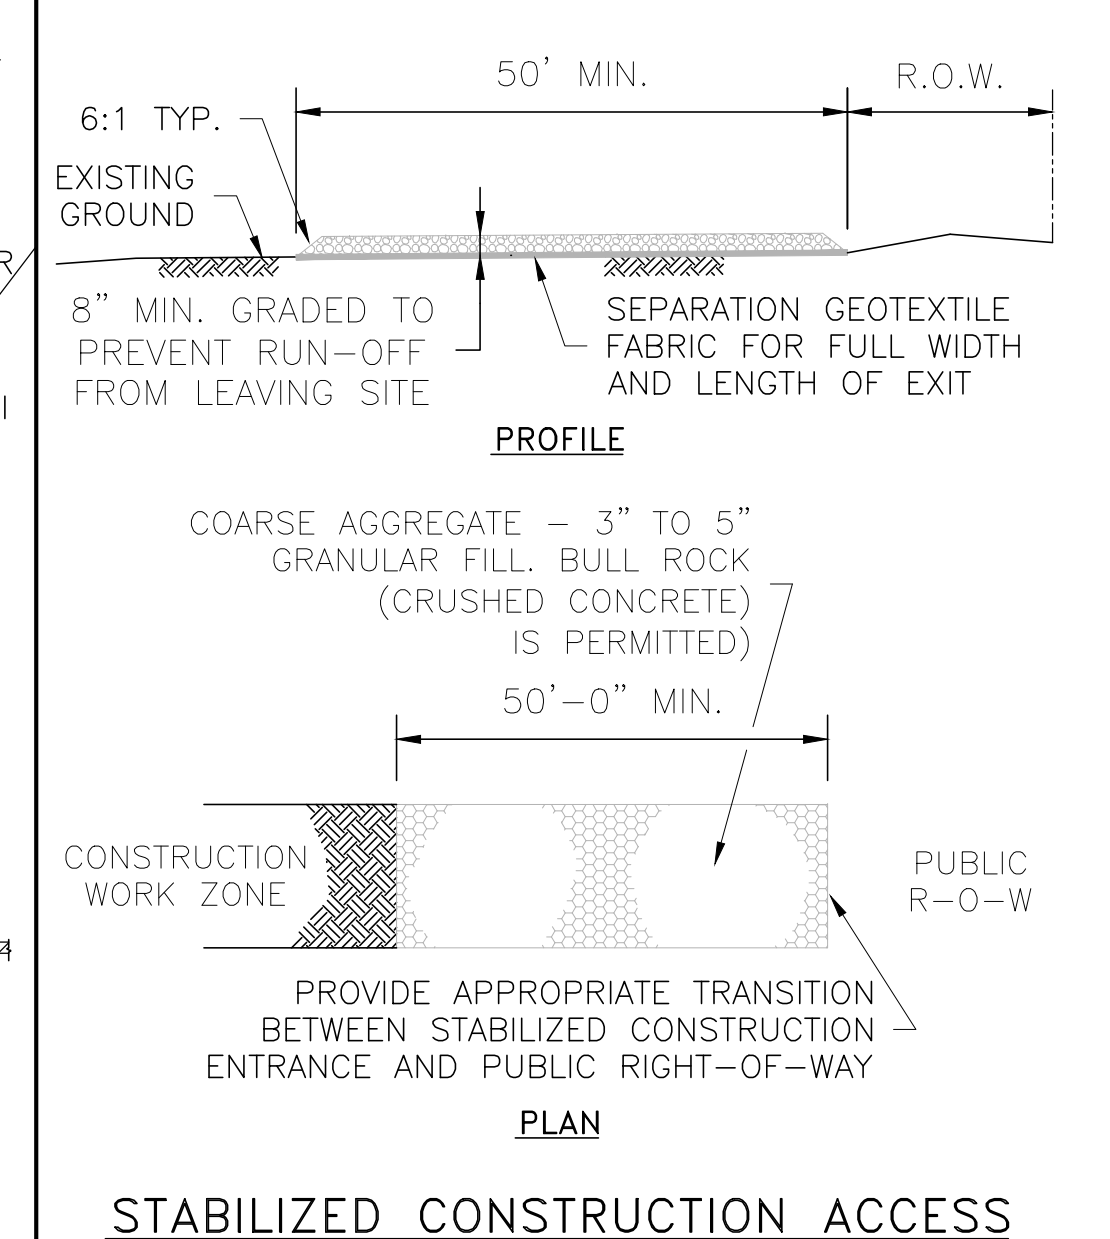 50' MIN.
R.O.W.
6:1 TYP.
EXISTING
GROUND
8" MIN. GRADED TO
PREVENT RUN-OFF
FROM LEAVING SITE
SEPARATION GEOTEXTILE
FABRIC FOR FULL WIDTH
AND LENGTH OF EXIT
PROFILE
COARSE AGGREGATE - 3" TO 5"
GRANULAR FILL. BULL ROCK
(CRUSHED CONCRETE)
IS PERMITTED)
50'-0" MIN.
CONSTRUCTION
WORK ZONE
PUBLIC
R-O-W
PROVIDE APPROPRIATE TRANSITION
BETWEEN STABILIZED CONSTRUCTION
ENTRANCE AND PUBLIC RIGHT-OF-WAY
PLAN
STABILIZED CONSTRUCTION ACCESS